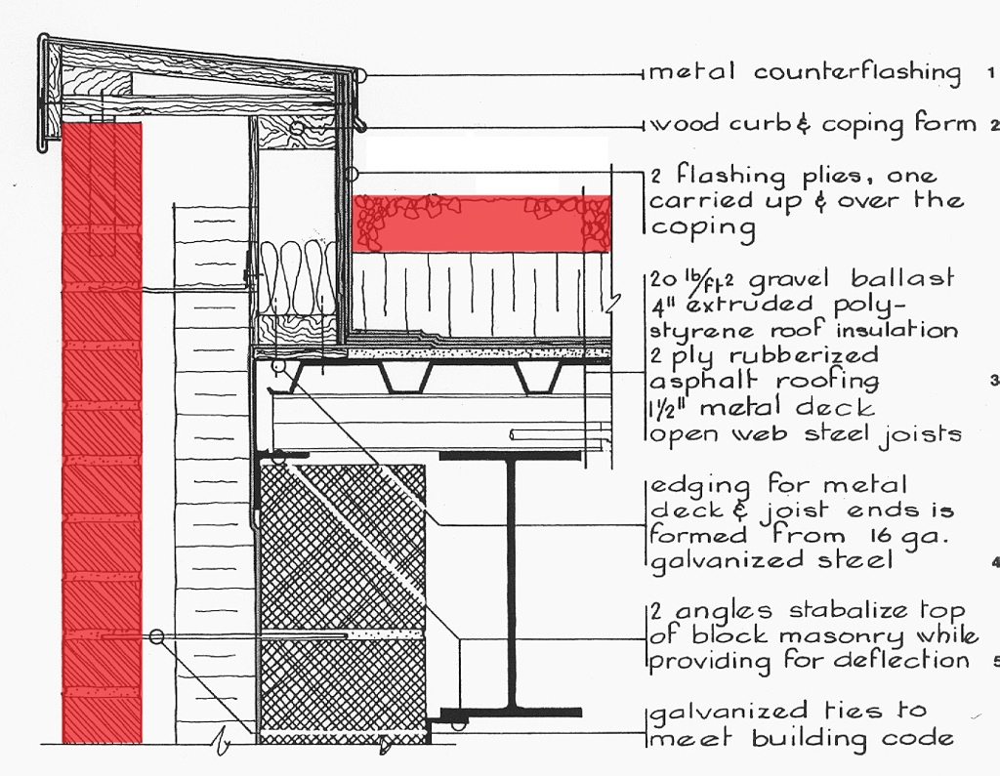 metal counterflashing 1
wood curb & coping form 2
2 flashing plies, one
carried up & over the
coping
20 lb/ft2 gravel ballast
4" extruded poly-
styrene roof insulation
2 ply rubberized
asphalt roofing 3
1½" metal deck
open web steel joists
edging for metal
deck & joist ends is
formed from 16 ga.
galvanized steel 4
2 angles stabalize top
of block masonry while
providing for deflection 5
galvanized ties to
meet building code